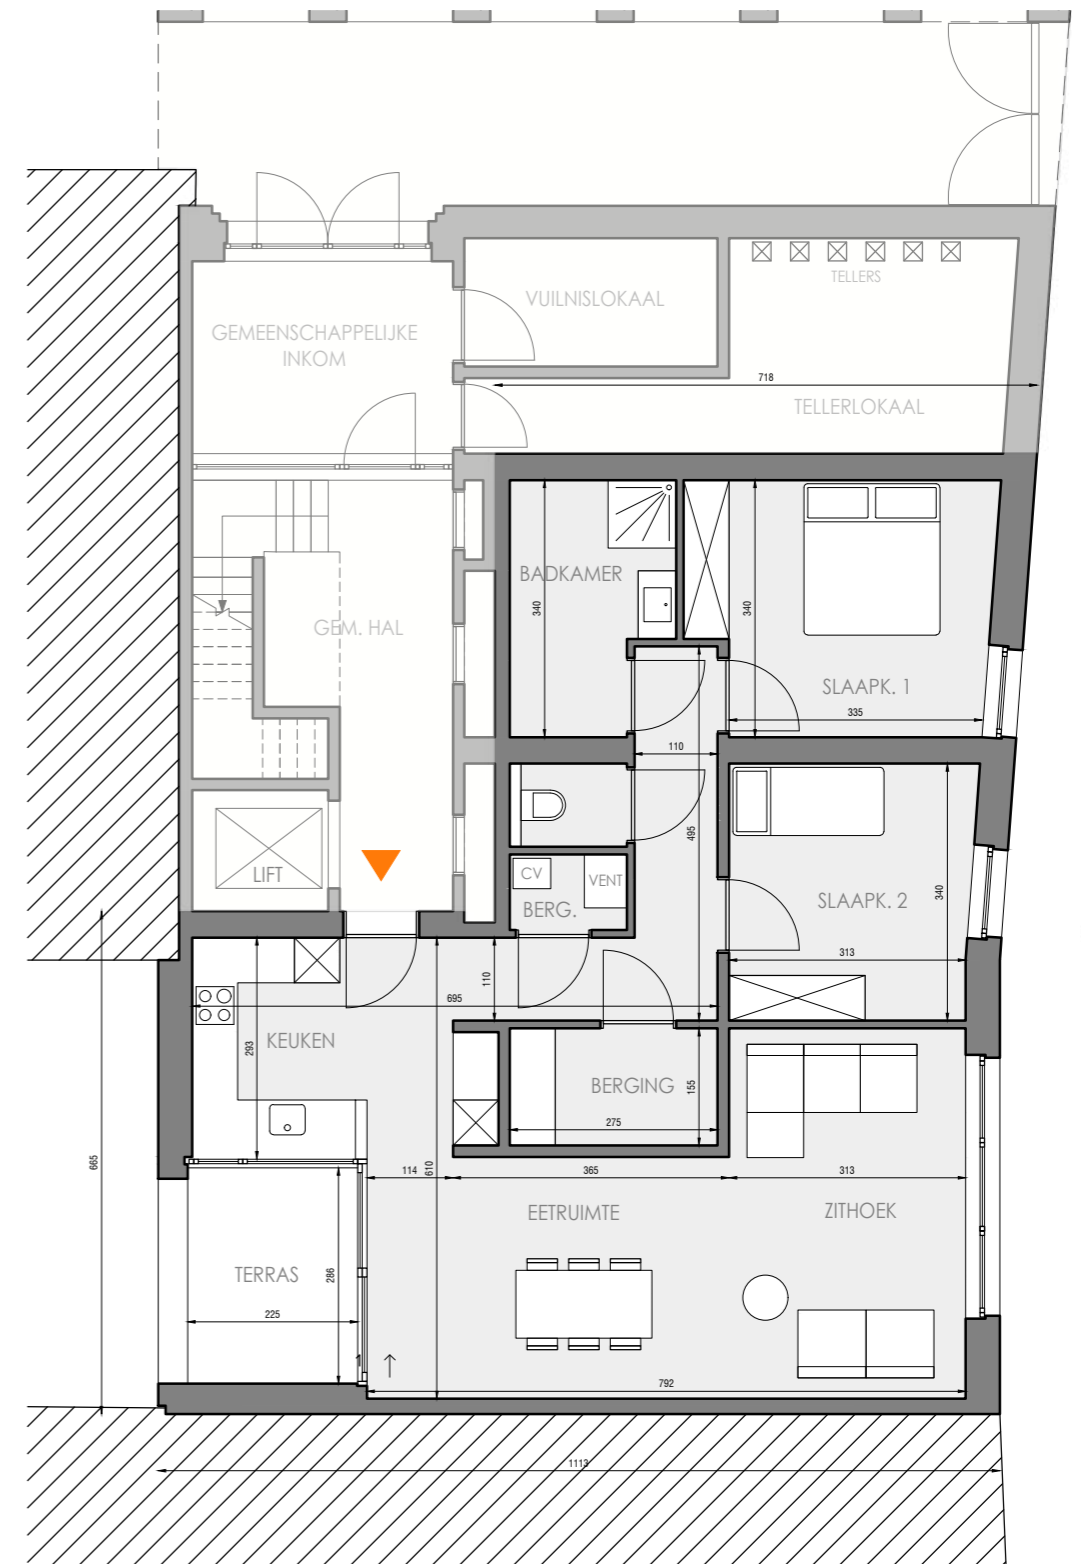 TELLERS
VUILNISLOKAAL
GEMEENSCHAPPELIJKE
INKOM
718
TELLERLOKAAL
BADKAMER
340
340
GEM. HAL
SLAAPK. 1
335
110
495
LIFT
CV
VENT
BERG.
SLAAPK. 2
340
313
110
695
KEUKEN
293
BERGING
155
275
665
114
610
365
313
EETRUIMTE
ZITHOEK
TERRAS
286
225
792
1113